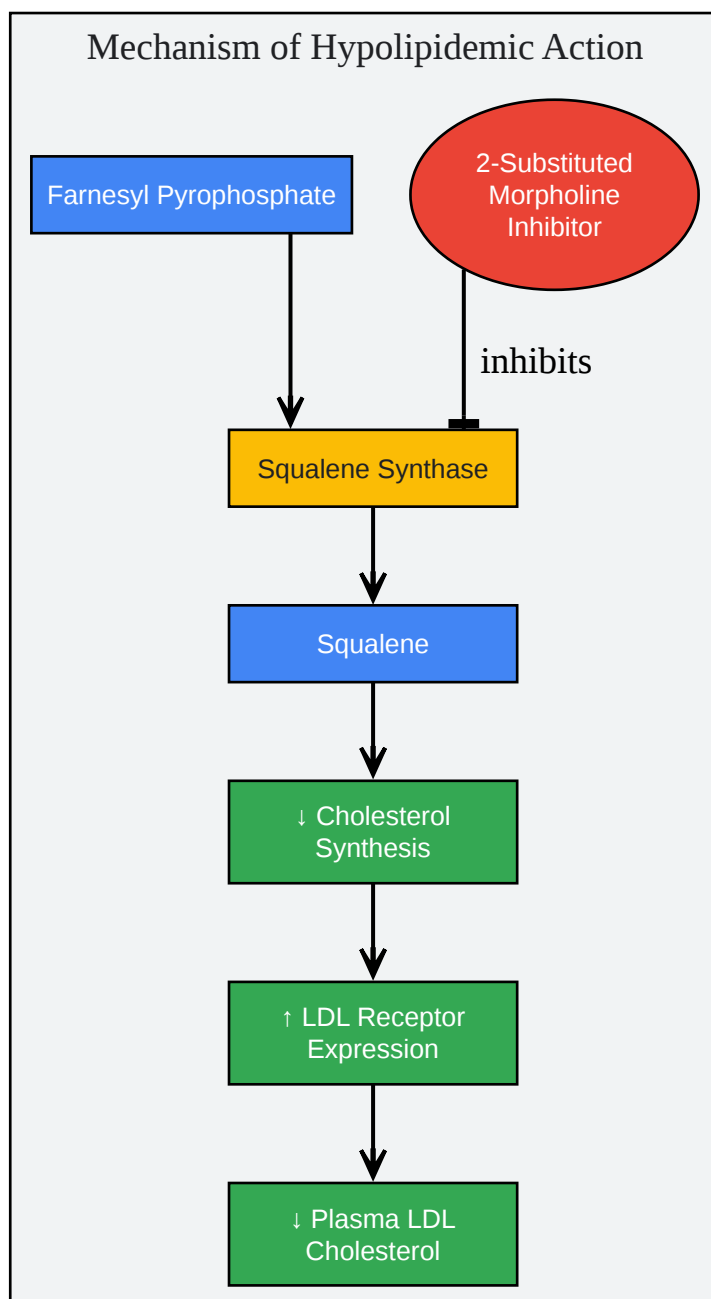 Mechanism of Hypolipidemic Action
Farnesyl Pyrophosphate
2-Substituted
Morpholine
Inhibitor
inhibits
Squalene Synthase
Squalene
↓ Cholesterol
Synthesis
↑ LDL Receptor
Expression
↓ Plasma LDL
Cholesterol